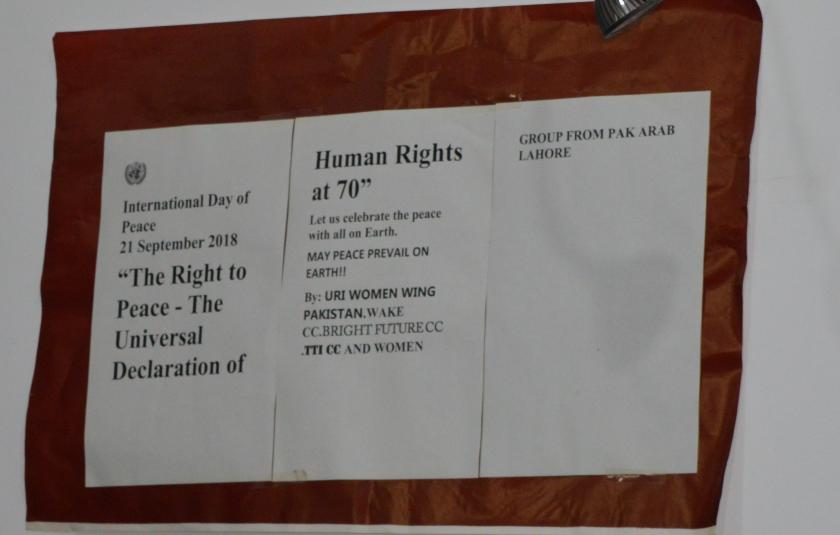 International Day of
Peace
21 September 2018
“The Right to
Peace - The
Universal
Declaration of
Human Rights
at 70”
Let us celebrate the peace
with all on Earth.
MAY PEACE PREVAIL ON
EARTH!!
By: URI WOMEN WING
PAKISTAN.WAKE
CC.BRIGHT FUTURE CC
.TTI CC AND WOMEN
GROUP FROM PAK ARAB
LAHORE